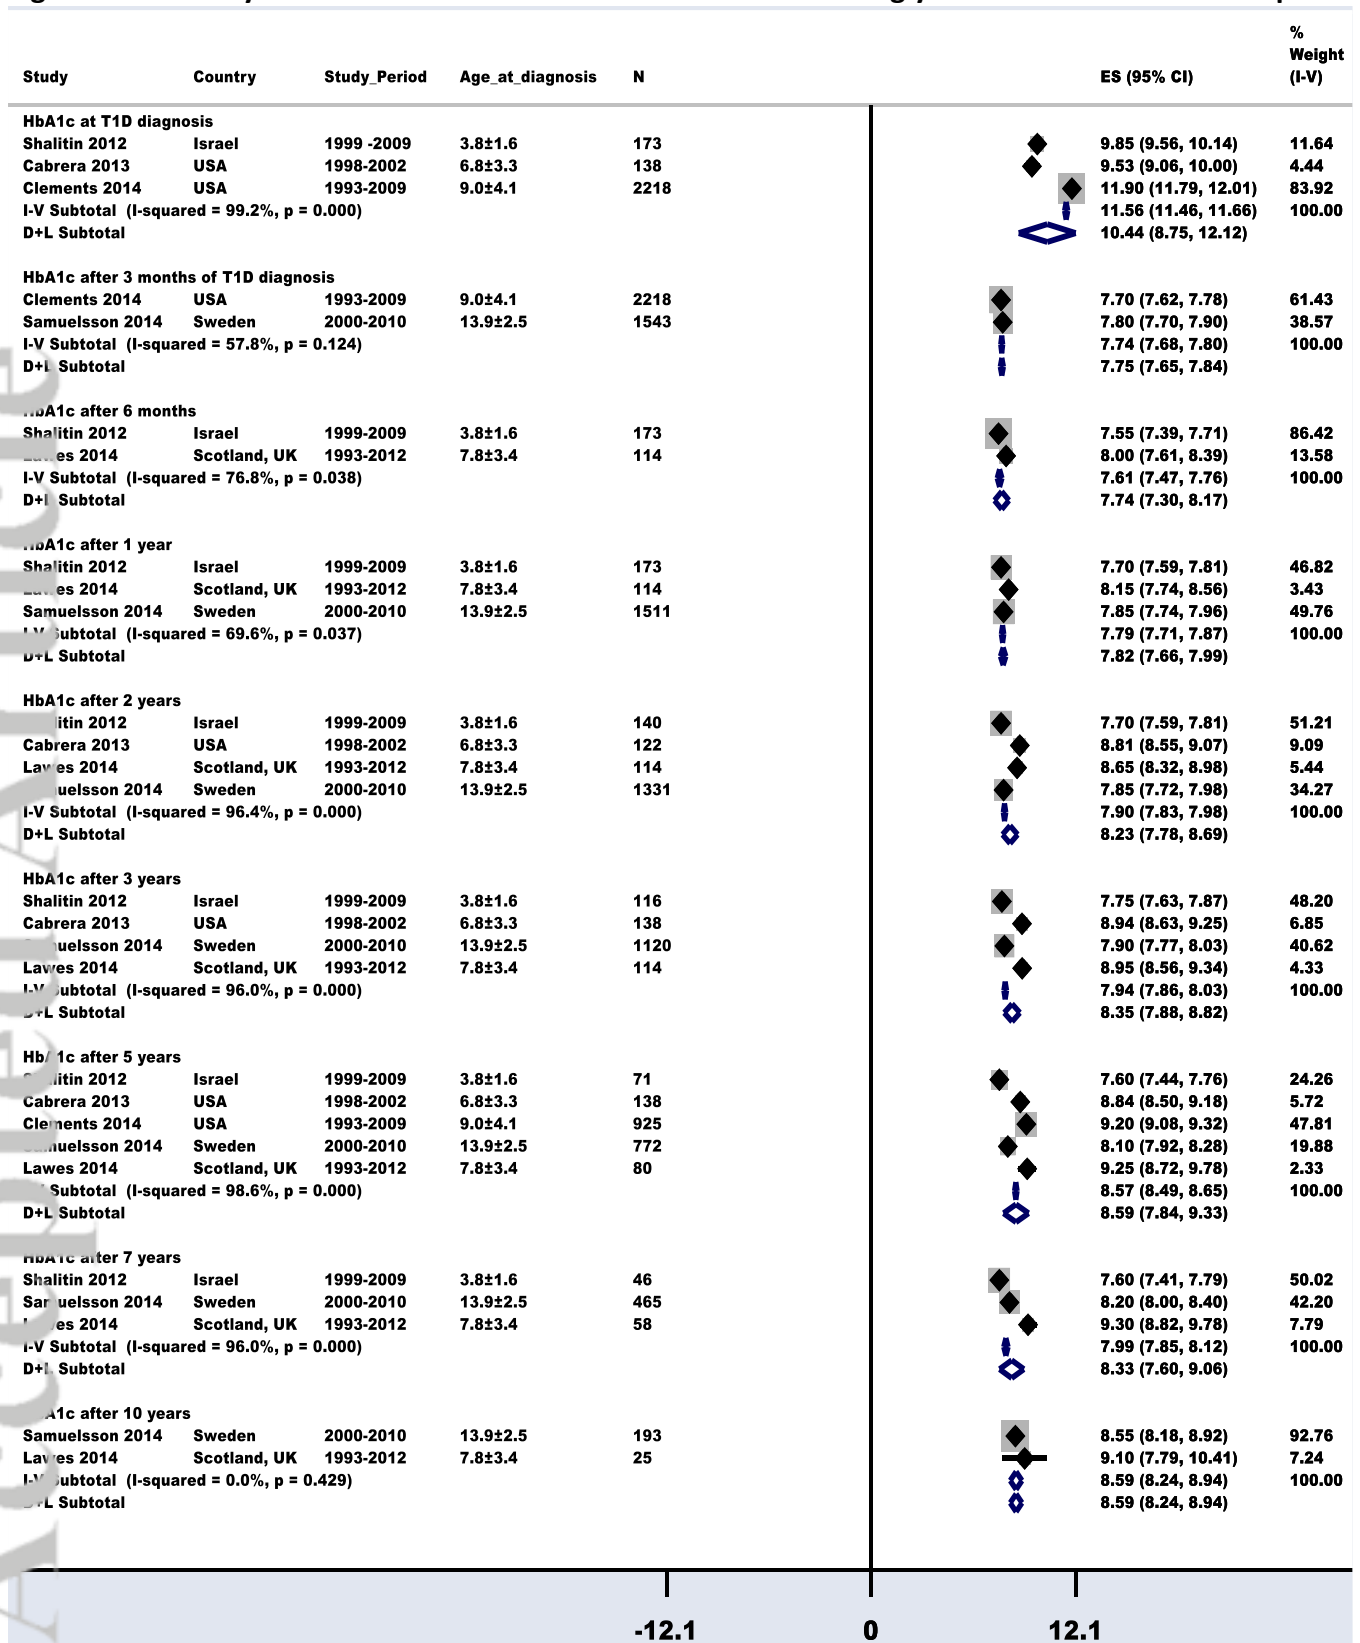 %
Weight
Study Country Study_Period Age_at_diagnosis N ES (95% CI) (I-V)
HbA1c at T1D diagnosis
Shalitin 2012 Israel 1999 -2009 3.8±1.6 173 9.85 (9.56, 10.14) 11.64
Cabrera 2013 USA 1998-2002 6.8±3.3 138 9.53 (9.06, 10.00) 4.44
Clements 2014 USA 1993-2009 9.0±4.1 2218 11.90 (11.79, 12.01) 83.92
I-V Subtotal (I-squared = 99.2%, p = 0.000) 11.56 (11.46, 11.66) 100.00
D+L Subtotal 10.44 (8.75, 12.12)
HbA1c after 3 months of T1D diagnosis
Clements 2014 USA 1993-2009 9.0±4.1 2218 7.70 (7.62, 7.78) 61.43
Samuelsson 2014 Sweden 2000-2010 13.9±2.5 1543 7.80 (7.70, 7.90) 38.57
I-V Subtotal (I-squared = 57.8%, p = 0.124) 7.74 (7.68, 7.80) 100.00
D+L Subtotal 7.75 (7.65, 7.84)
HbA1c after 6 months
Shalitin 2012 Israel 1999-2009 3.8±1.6 173 7.55 (7.39, 7.71) 86.42
Lawes 2014 Scotland, UK 1993-2012 7.8±3.4 114 8.00 (7.61, 8.39) 13.58
I-V Subtotal (I-squared = 76.8%, p = 0.038) 7.61 (7.47, 7.76) 100.00
D+L Subtotal 7.74 (7.30, 8.17)
HbA1c after 1 year
Shalitin 2012 Israel 1999-2009 3.8±1.6 173 7.70 (7.59, 7.81) 46.82
Lawes 2014 Scotland, UK 1993-2012 7.8±3.4 114 8.15 (7.74, 8.56) 3.43
Samuelsson 2014 Sweden 2000-2010 13.9±2.5 1511 7.85 (7.74, 7.96) 49.76
I-V Subtotal (I-squared = 69.6%, p = 0.037) 7.79 (7.71, 7.87) 100.00
D+L Subtotal 7.82 (7.66, 7.99)
HbA1c after 2 years
Shalitin 2012 Israel 1999-2009 3.8±1.6 140 7.70 (7.59, 7.81) 51.21
Cabrera 2013 USA 1998-2002 6.8±3.3 122 8.81 (8.55, 9.07) 9.09
Lawes 2014 Scotland, UK 1993-2012 7.8±3.4 114 8.65 (8.32, 8.98) 5.44
Samuelsson 2014 Sweden 2000-2010 13.9±2.5 1331 7.85 (7.72, 7.98) 34.27
I-V Subtotal (I-squared = 96.4%, p = 0.000) 7.90 (7.83, 7.98) 100.00
D+L Subtotal 8.23 (7.78, 8.69)
HbA1c after 3 years
Shalitin 2012 Israel 1999-2009 3.8±1.6 116 7.75 (7.63, 7.87) 48.20
Cabrera 2013 USA 1998-2002 6.8±3.3 138 8.94 (8.63, 9.25) 6.85
Samuelsson 2014 Sweden 2000-2010 13.9±2.5 1120 7.90 (7.77, 8.03) 40.62
Lawes 2014 Scotland, UK 1993-2012 7.8±3.4 114 8.95 (8.56, 9.34) 4.33
I-V Subtotal (I-squared = 96.0%, p = 0.000) 7.94 (7.86, 8.03) 100.00
D+L Subtotal 8.35 (7.88, 8.82)
HbA1c after 5 years
Shalitin 2012 Israel 1999-2009 3.8±1.6 71 7.60 (7.44, 7.76) 24.26
Cabrera 2013 USA 1998-2002 6.8±3.3 138 8.84 (8.50, 9.18) 5.72
Clements 2014 USA 1993-2009 9.0±4.1 925 9.20 (9.08, 9.32) 47.81
Samuelsson 2014 Sweden 2000-2010 13.9±2.5 772 8.10 (7.92, 8.28) 19.88
Lawes 2014 Scotland, UK 1993-2012 7.8±3.4 80 9.25 (8.72, 9.78) 2.33
I-V Subtotal (I-squared = 98.6%, p = 0.000) 8.57 (8.49, 8.65) 100.00
D+L Subtotal 8.59 (7.84, 9.33)
HbA1c after 7 years
Shalitin 2012 Israel 1999-2009 3.8±1.6 46 7.60 (7.41, 7.79) 50.02
Samuelsson 2014 Sweden 2000-2010 13.9±2.5 465 8.20 (8.00, 8.40) 42.20
Lawes 2014 Scotland, UK 1993-2012 7.8±3.4 58 9.30 (8.82, 9.78) 7.79
I-V Subtotal (I-squared = 96.0%, p = 0.000) 7.99 (7.85, 8.12) 100.00
D+L Subtotal 8.33 (7.60, 9.06)
HbA1c after 10 years
Samuelsson 2014 Sweden 2000-2010 13.9±2.5 193 8.55 (8.18, 8.92) 92.76
Lawes 2014 Scotland, UK 1993-2012 7.8±3.4 25 9.10 (7.79, 10.41) 7.24
I-V Subtotal (I-squared = 0.0%, p = 0.429) 8.59 (8.24, 8.94) 100.00
D+L Subtotal 8.59 (8.24, 8.94)
-12.1 0 12.1
Accepted Article